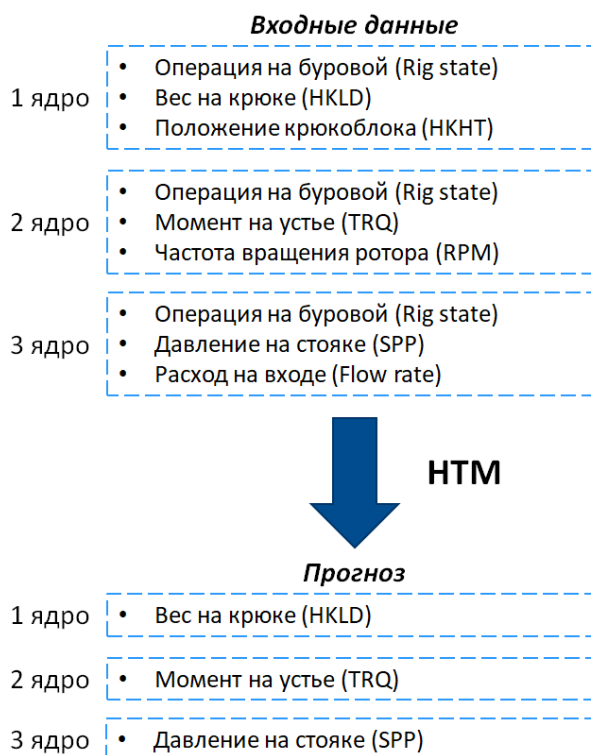 Входные данные
1 ядро
• Операция на буровой (Rig state)
• Вес на крюке (HKLD)
• Положение крюкоблока (HKHT)
2 ядро
• Операция на буровой (Rig state)
• Момент на устье (TRQ)
• Частота вращения ротора (RPM)
3 ядро
• Операция на буровой (Rig state)
• Давление на стояке (SPP)
• Расход на входе (Flow rate)
HTM
Прогноз
1 ядро • Вес на крюке (HKLD)
2 ядро • Момент на устье (TRQ)
3 ядро • Давление на стояке (SPP)